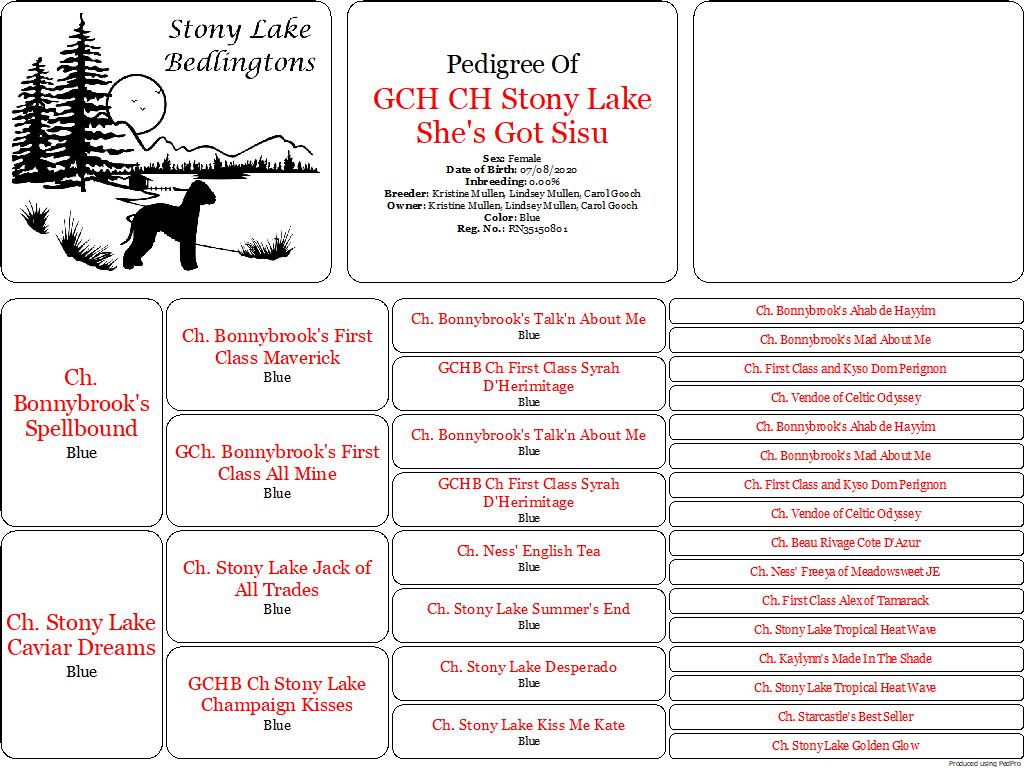 Stony Lake
Bedlingtons
Pedigree Of
GCH CH Stony Lake
She's Got Sisu
Sex: Female
Date of Birth: 07/08/2020
Inbreeding: 0.00%
Breeder: Kristine Mullen, Lindsey Mullen, Carol Gooch
Owner: Kristine Mullen, Lindsey Mullen, Carol Gooch
Color: Blue
Reg. No.: RN35150801
Ch.
Bonnybrook's
Spellbound
Blue
Ch. Stony Lake
Caviar Dreams
Blue
Ch. Bonnybrook's First
Class Maverick
Blue
GCh. Bonnybrook's First
Class All Mine
Blue
Ch. Stony Lake Jack of
All Trades
Blue
GCHB Ch Stony Lake
Champaign Kisses
Blue
Ch. Bonnybrook's Talk'n About Me
Blue
GCHB Ch First Class Syrah
D'Herimitage
Blue
Ch. Bonnybrook's Talk'n About Me
Blue
GCHB Ch First Class Syrah
D'Herimitage
Blue
Ch. Ness' English Tea
Blue
Ch. Stony Lake Summer's End
Blue
Ch. Stony Lake Desperado
Blue
Ch. Stony Lake Kiss Me Kate
Blue
Ch. Bonnybrook's Ahab de Hayyim
Ch. Bonnybrook's Mad About Me
Ch. First Class and Kyso Dom Perignon
Ch. Vendoe of Celtic Odyssey
Ch. Bonnybrook's Ahab de Hayyim
Ch. Bonnybrook's Mad About Me
Ch. First Class and Kyso Dom Perignon
Ch. Vendoe of Celtic Odyssey
Ch. Beau Rivage Cote D'Azur
Ch. Ness' Freeya of Meadowsweet JE
Ch. First Class Alex of Tamarack
Ch. Stony Lake Tropical Heat Wave
Ch. Kaylynn's Made In The Shade
Ch. Stony Lake Tropical Heat Wave
Ch. Starcastle's Best Seller
Ch. Stony Lake Golden Glow
Produced using PedPro